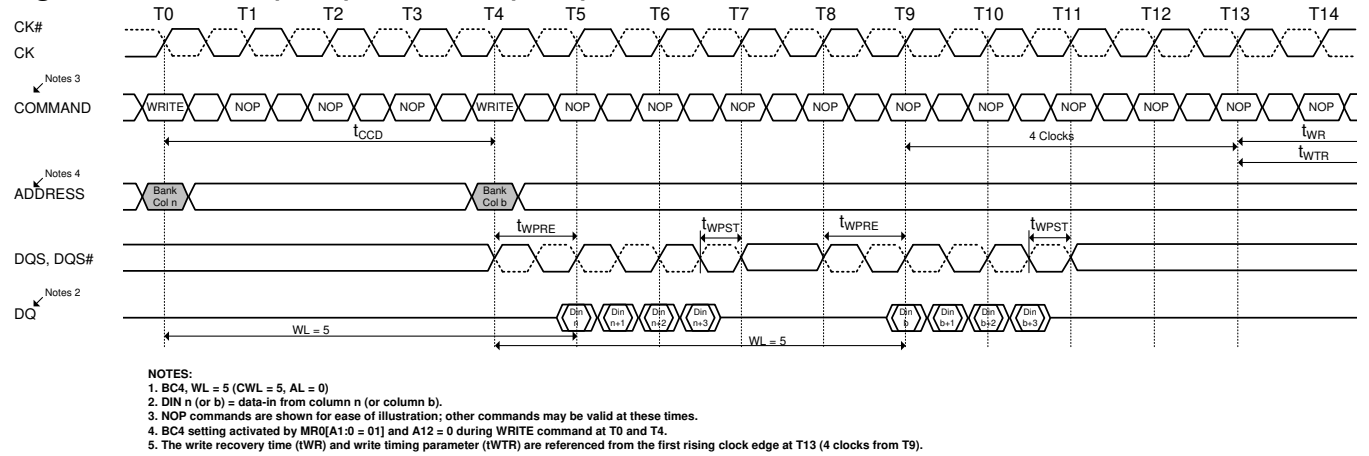 T0 T1 T2 T3 T4 T5 T6 T7 T8 T9 T10 T11 T12 T13 T14
CK#
CK
Notes 3
COMMAND WRITE NOP NOP NOP WRITE NOP NOP NOP NOP NOP NOP NOP NOP NOP NOP
tCCD 4 Clocks tWR
tWTR
Notes 4
ADDRESS Bank Col n Bank Col b
tWPRE tWPST tWPRE tWPST
DQS, DQS#
Notes 2
DQ Din n Din n+1 Din n+2 Din n+3 Din b Din b+1 Din b+2 Din b+3
WL = 5 WL = 5
NOTES:
1. BC4, WL = 5 (CWL = 5, AL = 0)
2. DIN n (or b) = data-in from column n (or column b).
3. NOP commands are shown for ease of illustration; other commands may be valid at these times.
4. BC4 setting activated by MR0[A1:0 = 01] and A12 = 0 during WRITE command at T0 and T4.
5. The write recovery time (tWR) and write timing parameter (tWTR) are referenced from the first rising clock edge at T13 (4 clocks from T9).